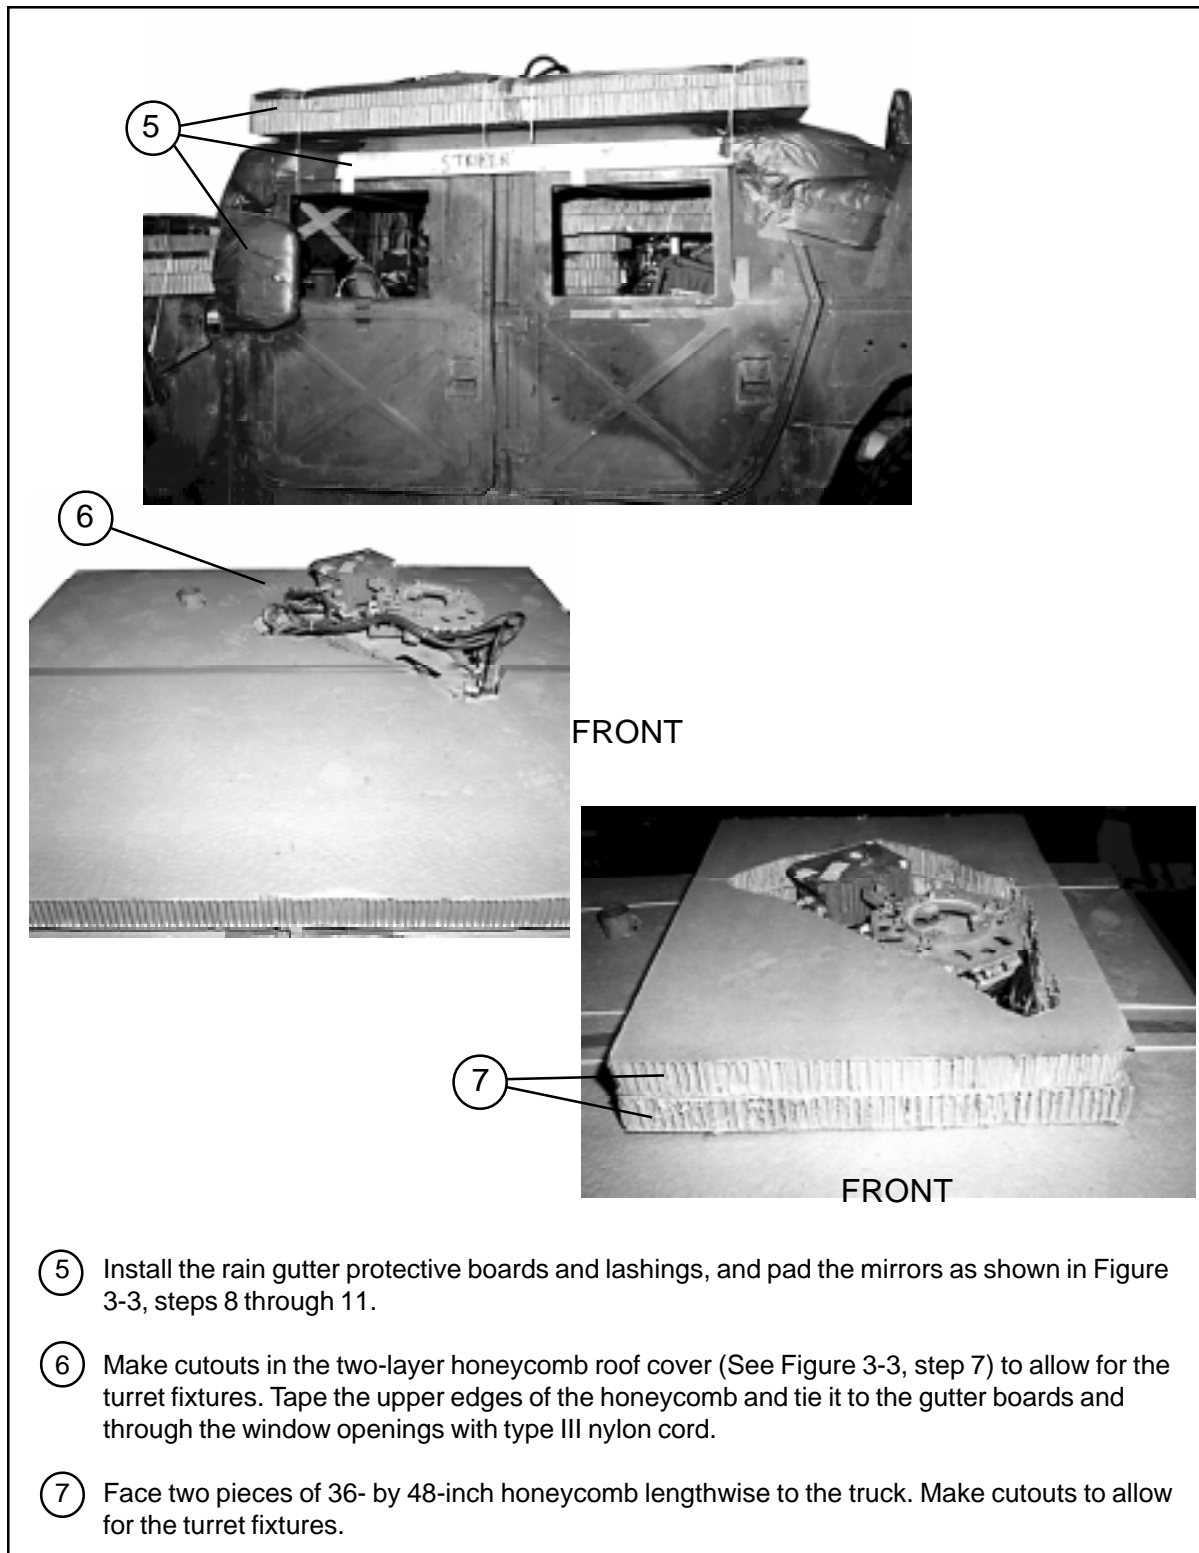 5
STRIKER
6
FRONT
7
FRONT
5 Install the rain gutter protective boards and lashings, and pad the mirrors as shown in Figure
3-3, steps 8 through 11.
6 Make cutouts in the two-layer honeycomb roof cover (See Figure 3-3, step 7) to allow for the
turret fixtures. Tape the upper edges of the honeycomb and tie it to the gutter boards and
through the window openings with type III nylon cord.
7 Face two pieces of 36- by 48-inch honeycomb lengthwise to the truck. Make cutouts to allow
for the turret fixtures.